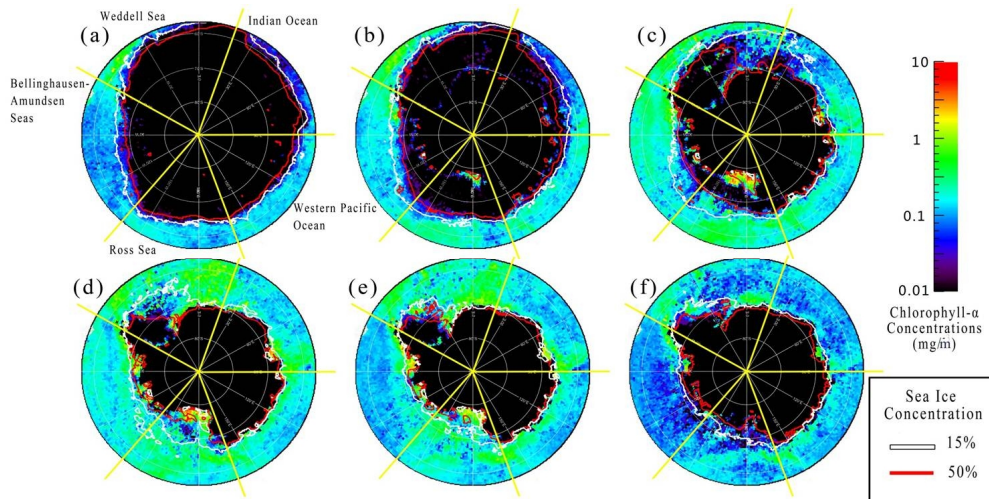 (a)
Weddell Sea
Indian Ocean
Bellinghausen-
Amundsen
Seas
Ross Sea
Western Pacific
Ocean
(b)
(c)
10
1
0.1
0.01
Chlorophyll-α
Concentrations
(mg/m)
(d)
(e)
(f)
Sea Ice
Concentration
15%
50%